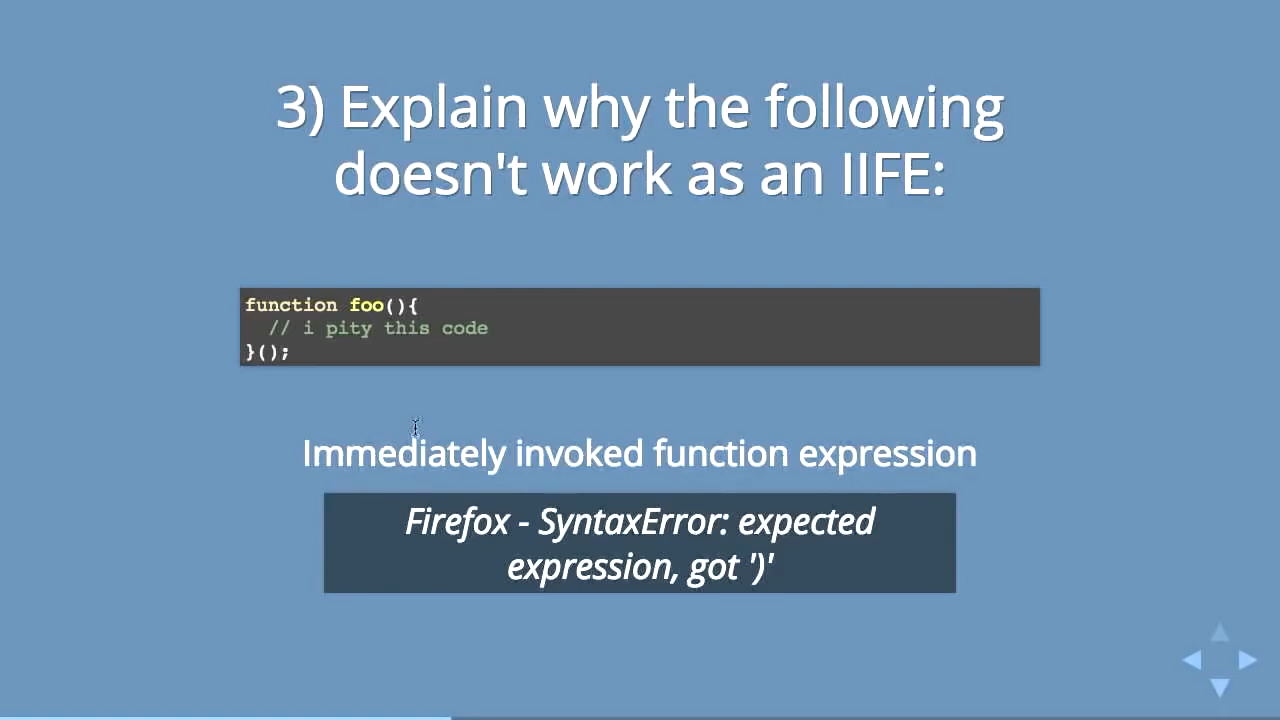 3) Explain why the following
doesn't work as an IIFE:
function foo(){
  // i pity this code
}();
Immediately invoked function expression
Firefox - SyntaxError: expected
expression, got ')'